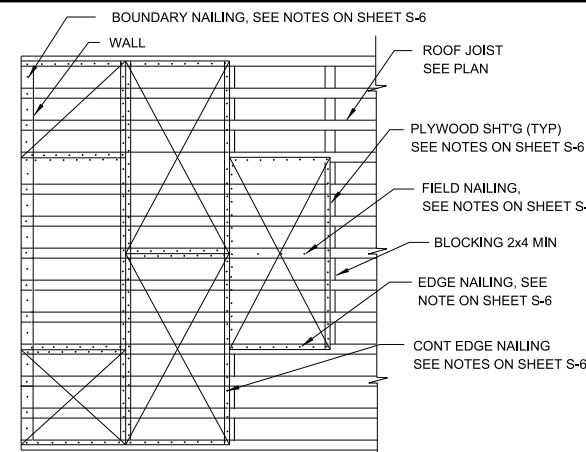 BOUNDARY NAILING, SEE NOTES ON SHEET S-6
WALL
ROOF JOIST
SEE PLAN
PLYWOOD SHT'G (TYP)
SEE NOTES ON SHEET S-6
FIELD NAILING,
SEE NOTES ON SHEET S-
BLOCKING 2x4 MIN
EDGE NAILING, SEE
NOTE ON SHEET S-6
CONT EDGE NAILING
SEE NOTES ON SHEET S-6